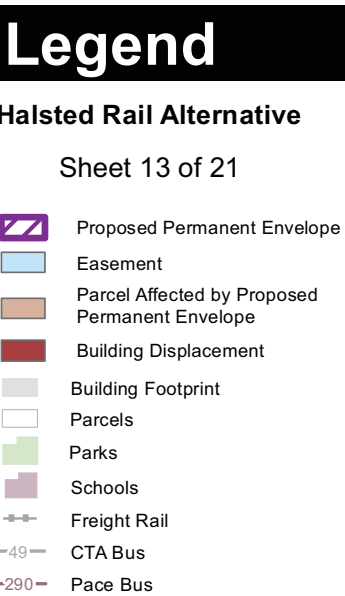 Legend
Halsted Rail Alternative
Sheet 13 of 21
Proposed Permanent Envelope
Easement
Parcel Affected by Proposed
Permanent Envelope
Building Displacement
Building Footprint
Parcels
Parks
Schools
Freight Rail
49 CTA Bus
290 Pace Bus